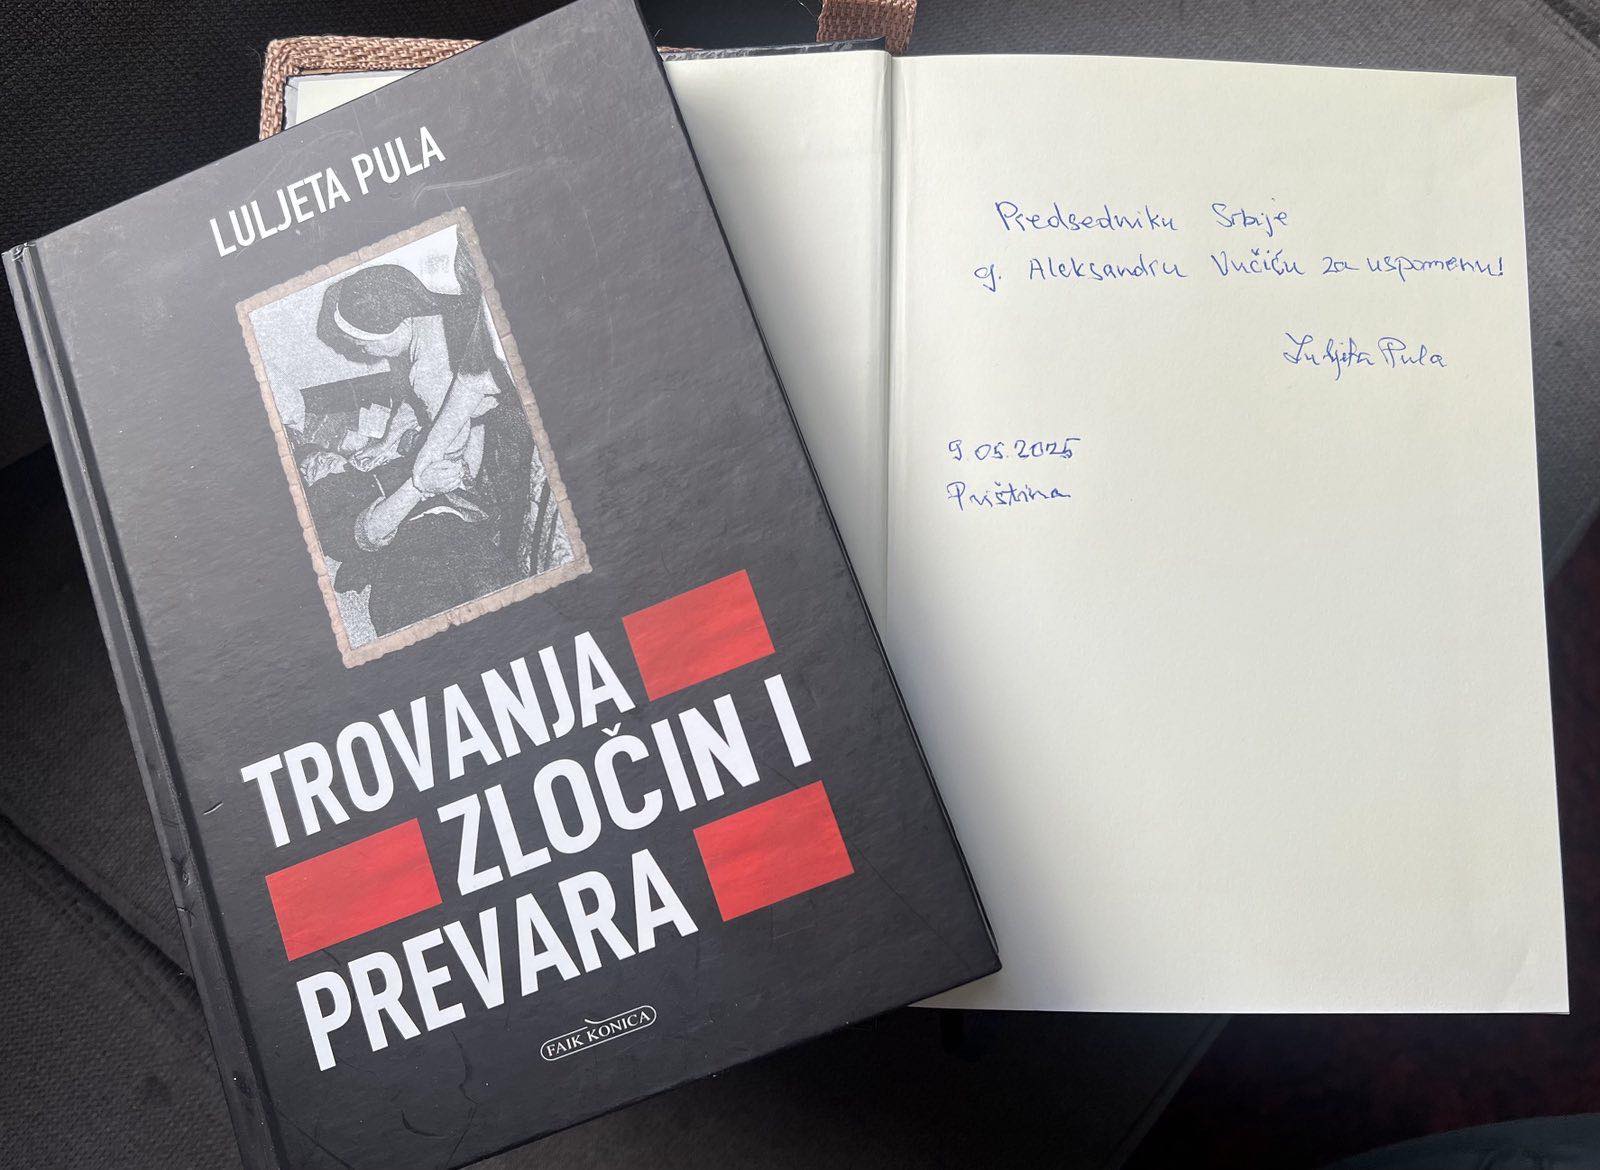 LULJETA PULA
TROVANJA
ZLOČIN I
PREVARA
FAIK KONICA
Predsedniku Srbije
g. Aleksandru Vučiću za uspomenu!
Luljeta Pula
9.05.2025
Priština